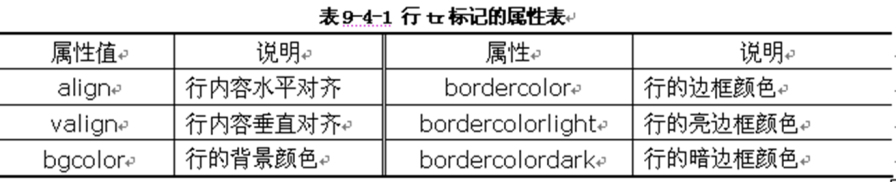 表9-4-1 行 tr 标记的属性表
属性值 说明 属性 说明
align 行内容水平对齐 bordercolor 行的边框颜色
valign 行内容垂直对齐 bordercolorlight 行的亮边框颜色
bgcolor 行的背景颜色 bordercolordark 行的暗边框颜色